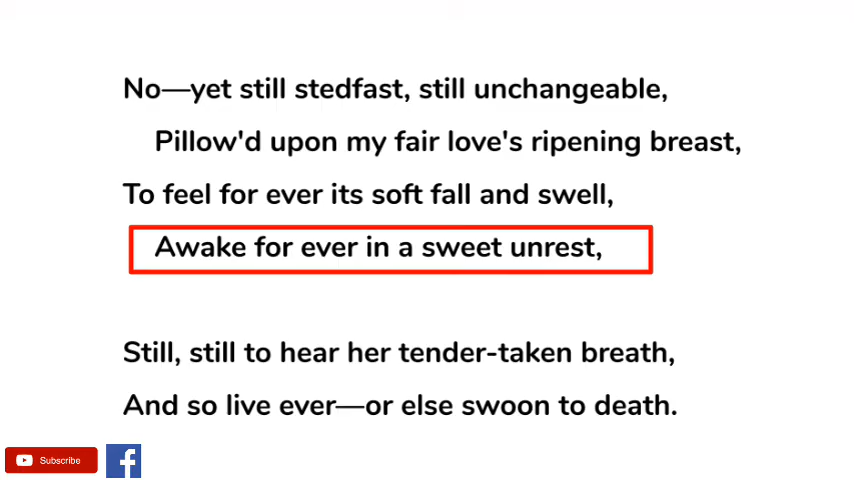 No—yet still stedfast, still unchangeable,
Pillow'd upon my fair love's ripening breast,
To feel for ever its soft fall and swell,
Awake for ever in a sweet unrest,
Still, still to hear her tender-taken breath,
And so live ever—or else swoon to death.
Subscribe
f